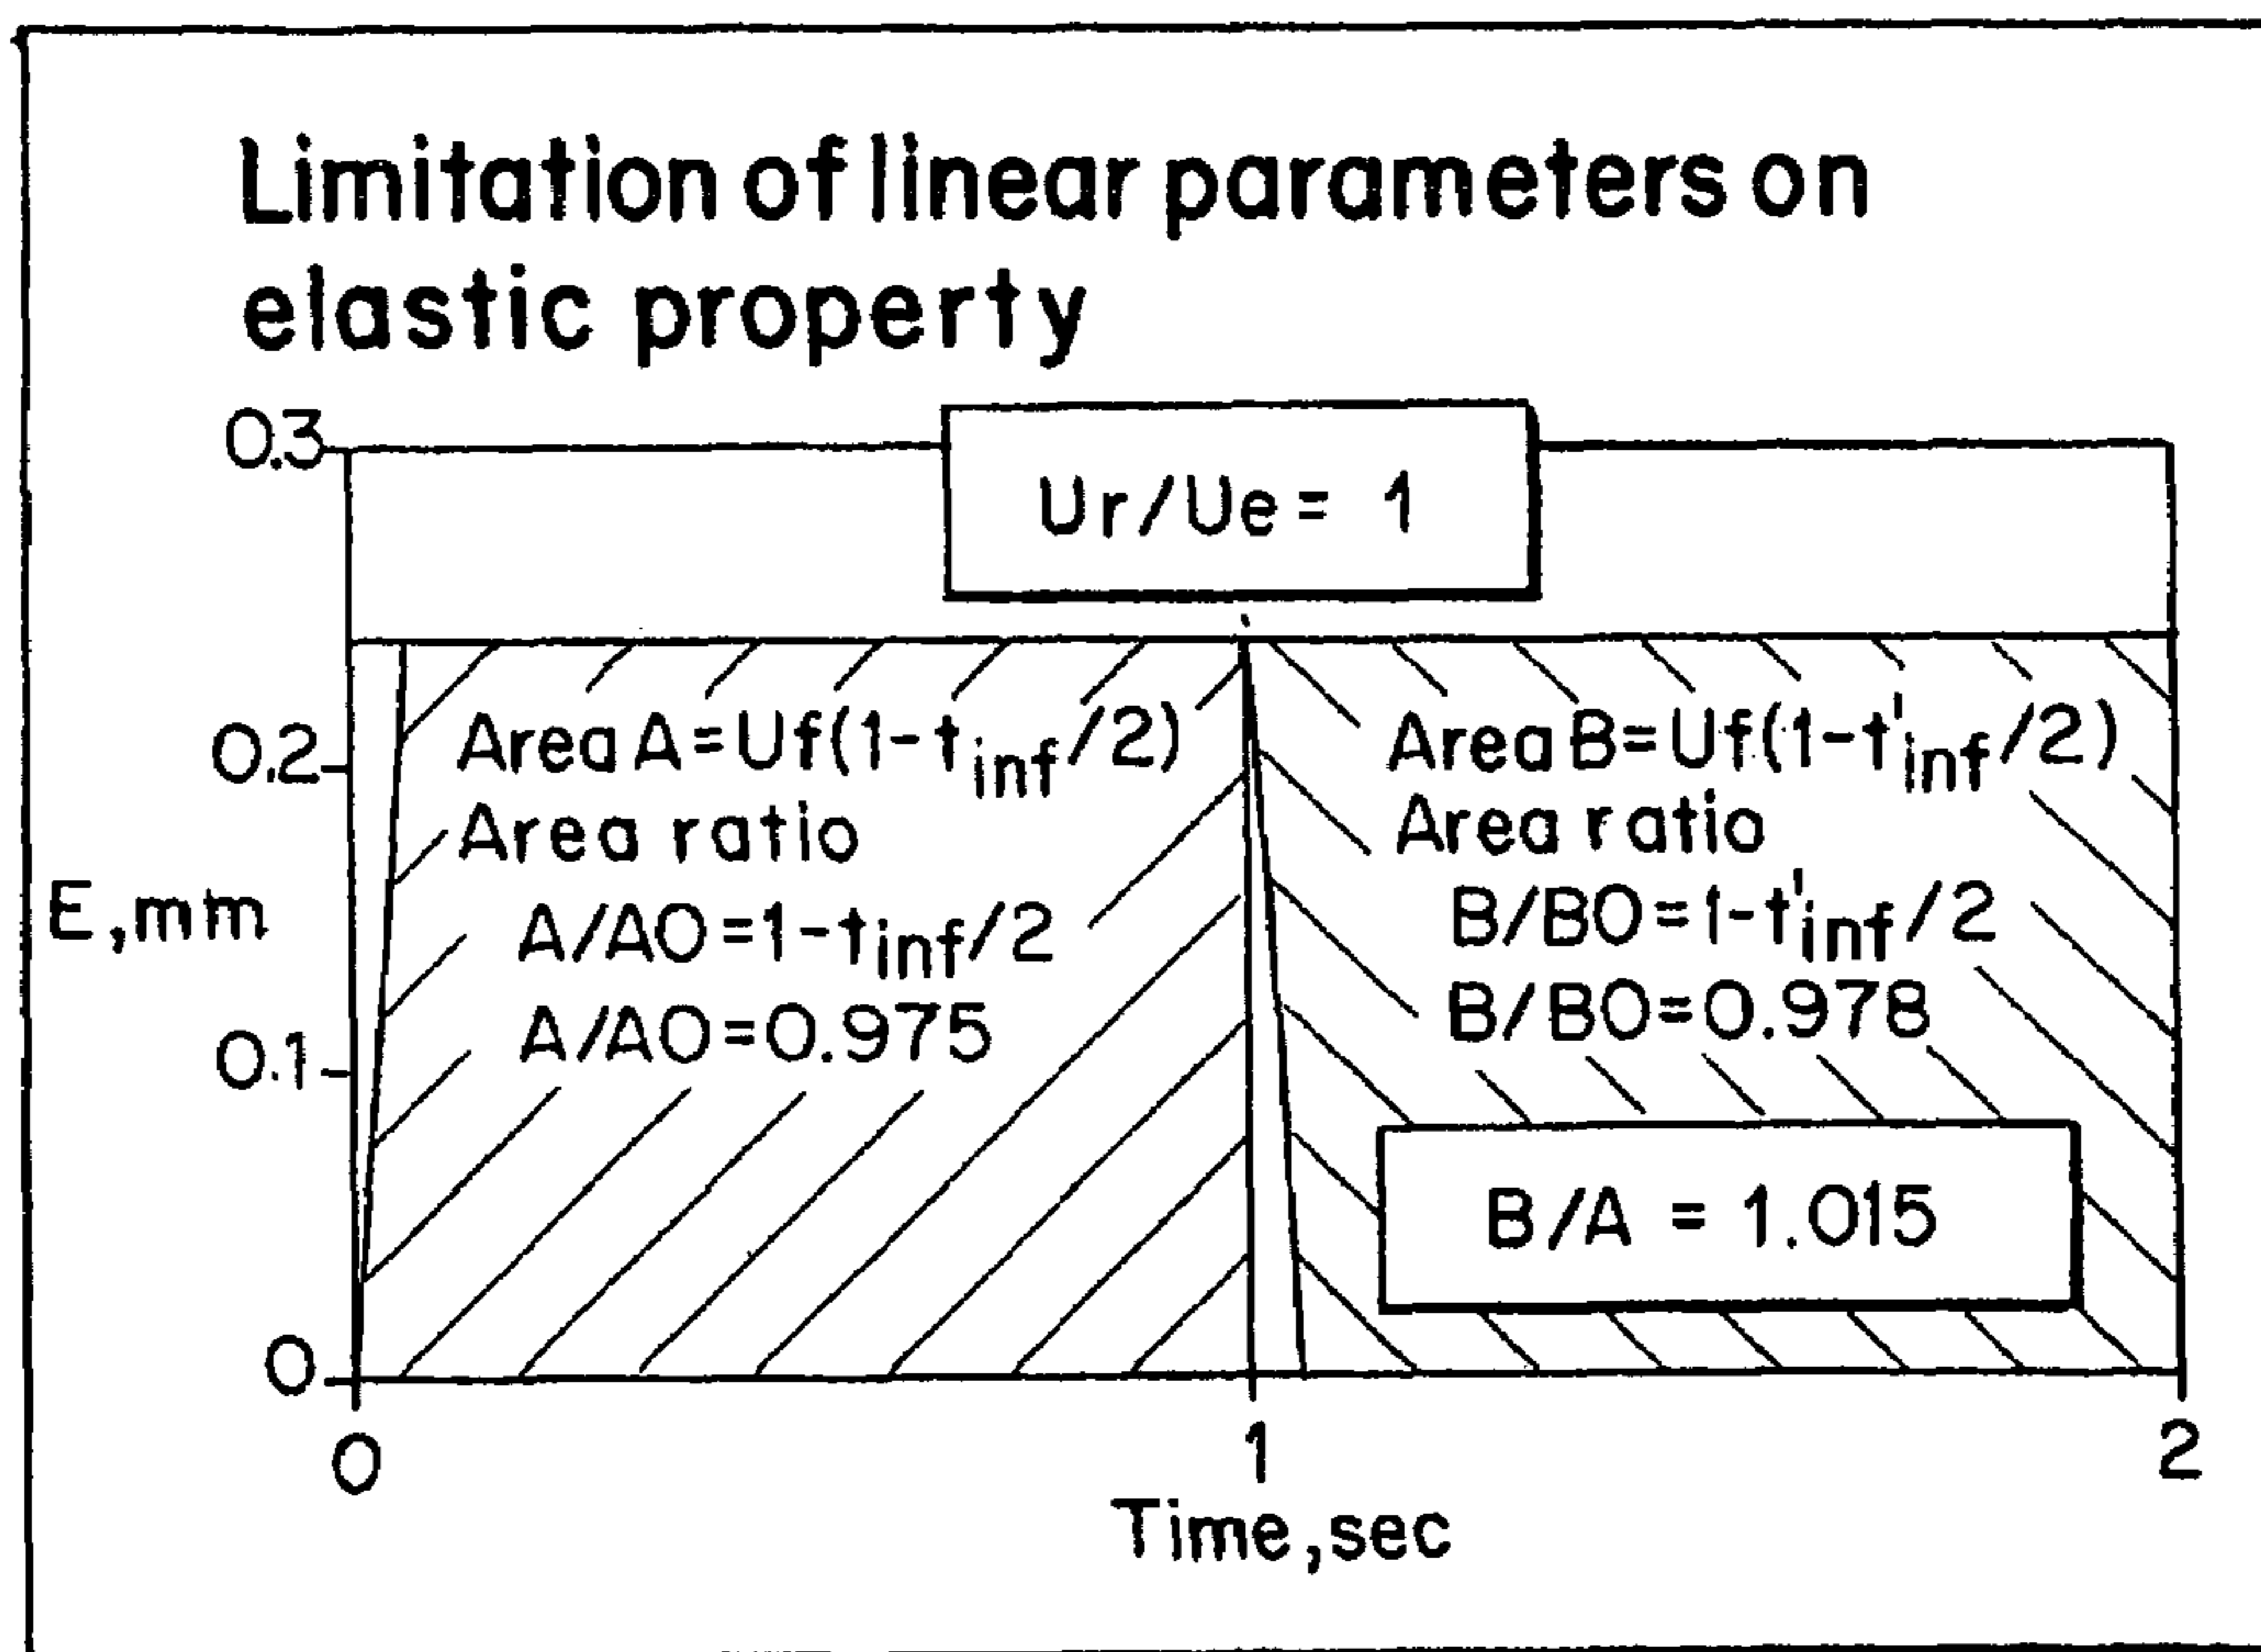 Limitation of linear parameters on
elastic property
0.3
Ur/Ue= 1
0.2
Area A=Uf(1-tinf/2)
Area ratio
A/AO=1-tinf/2
A/AO=0.975
Area B=Uf(1-t'inf/2)
Area ratio
B/BO=1-t'inf/2
B/BO=0.978
E,mm
0.1
B/A = 1.015
0
0
1
2
Time,sec